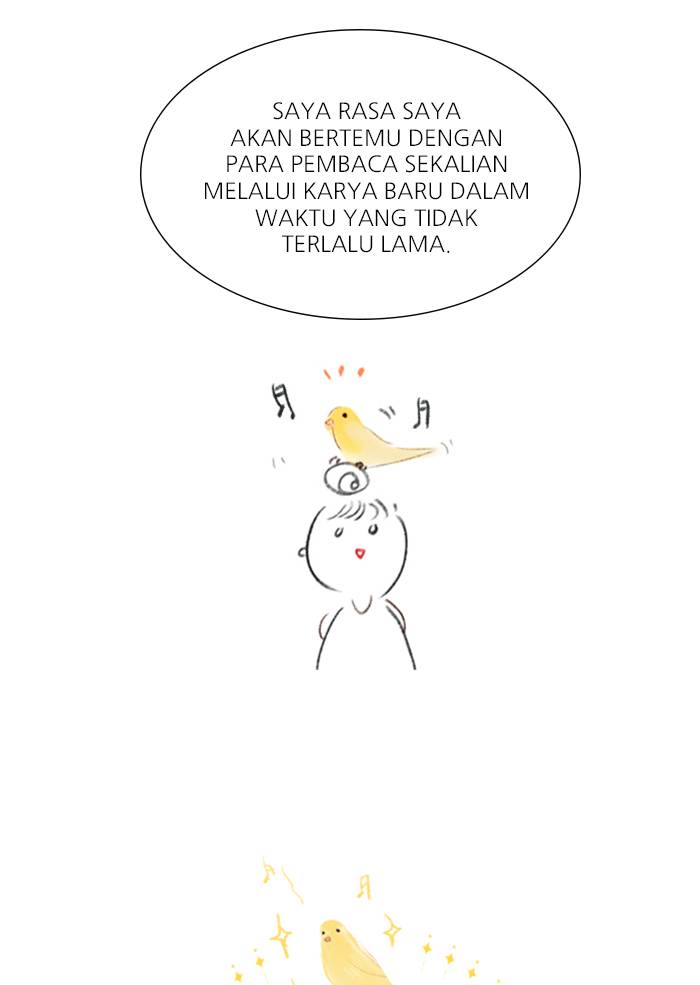 SAYA RASA SAYA
AKAN BERTEMU DENGAN
PARA PEMBACA SEKALIAN
MELALUI KARYA BARU DALAM
WAKTU YANG TIDAK
TERLALU LAMA.